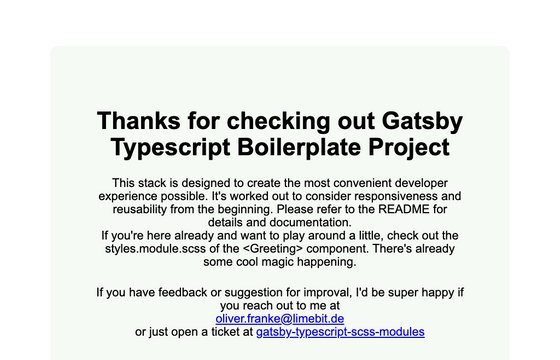 Thanks for checking out Gatsby
Typescript Boilerplate Project
This stack is designed to create the most convenient developer
experience possible. It's worked out to consider responsiveness and
reusability from the beginning. Please refer to the README for
details and documentation.
If you're here already and want to play around a little, check out the
styles.module.scss of the <Greeting> component. There's already
some cool magic happening.
If you have feedback or suggestion for improval, I'd be super happy if
you reach out to me at
oliver.franke@limebit.de
or just open a ticket at gatsby-typescript-scss-modules